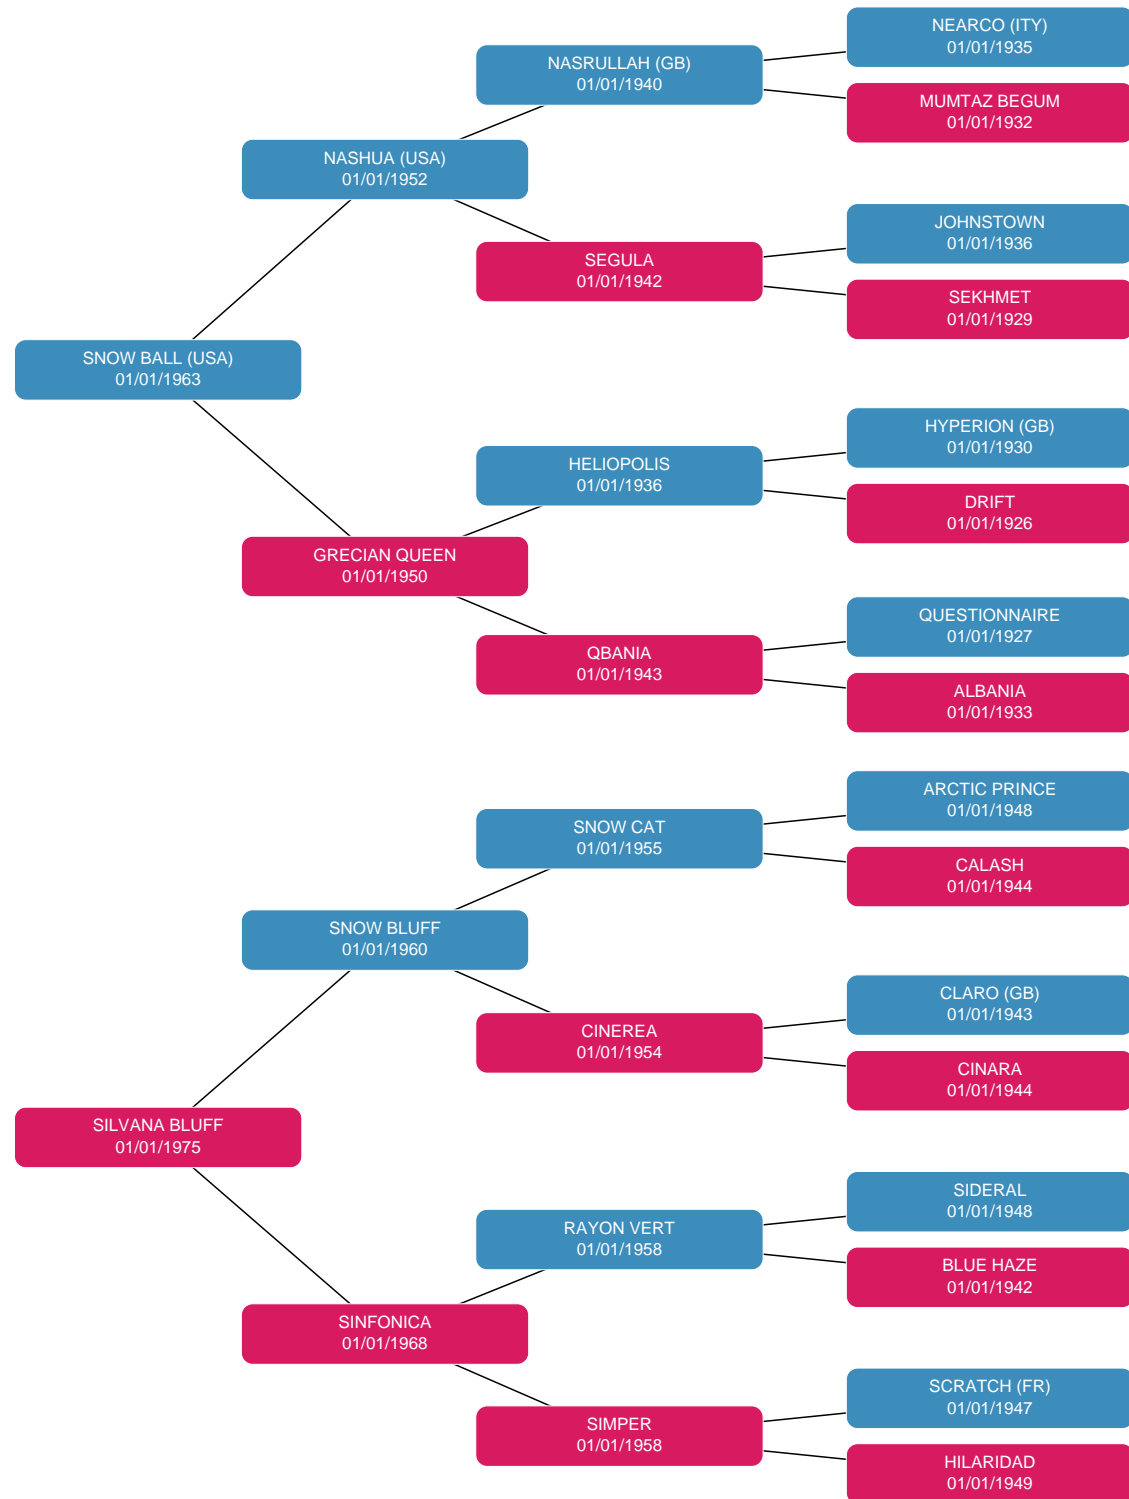 NEARCO (ITY)
01/01/1935
NASRULLAH (GB)
01/01/1940
MUMTAZ BEGUM
01/01/1932
NASHUA (USA)
01/01/1952
JOHNSTOWN
01/01/1936
SEGULA
01/01/1942
SEKHMET
01/01/1929
SNOW BALL (USA)
01/01/1963
HYPERION (GB)
01/01/1930
HELIOPOLIS
01/01/1936
DRIFT
01/01/1926
GRECIAN QUEEN
01/01/1950
QUESTIONNAIRE
01/01/1927
QBANIA
01/01/1943
ALBANIA
01/01/1933
ARCTIC PRINCE
01/01/1948
SNOW CAT
01/01/1955
CALASH
01/01/1944
SNOW BLUFF
01/01/1960
CLARO (GB)
01/01/1943
CINEREA
01/01/1954
CINARA
01/01/1944
SILVANA BLUFF
01/01/1975
SIDERAL
01/01/1948
RAYON VERT
01/01/1958
BLUE HAZE
01/01/1942
SINFONICA
01/01/1968
SCRATCH (FR)
01/01/1947
SIMPER
01/01/1958
HILARIDAD
01/01/1949